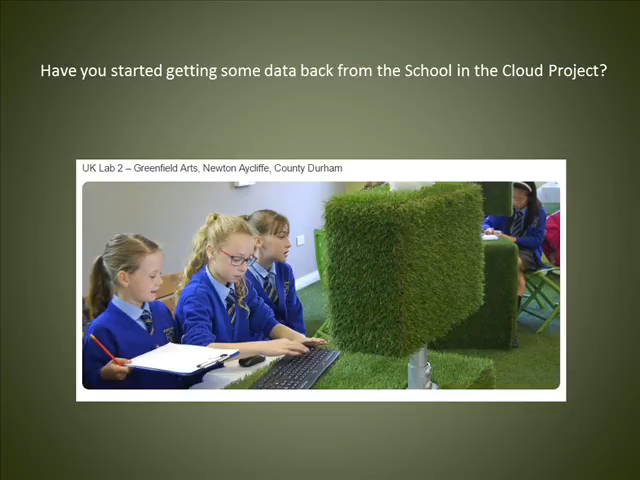 Have you started getting some data back from the School in the Cloud Project?
UK Lab 2 – Greenfield Arts, Newton Aycliffe, County Durham